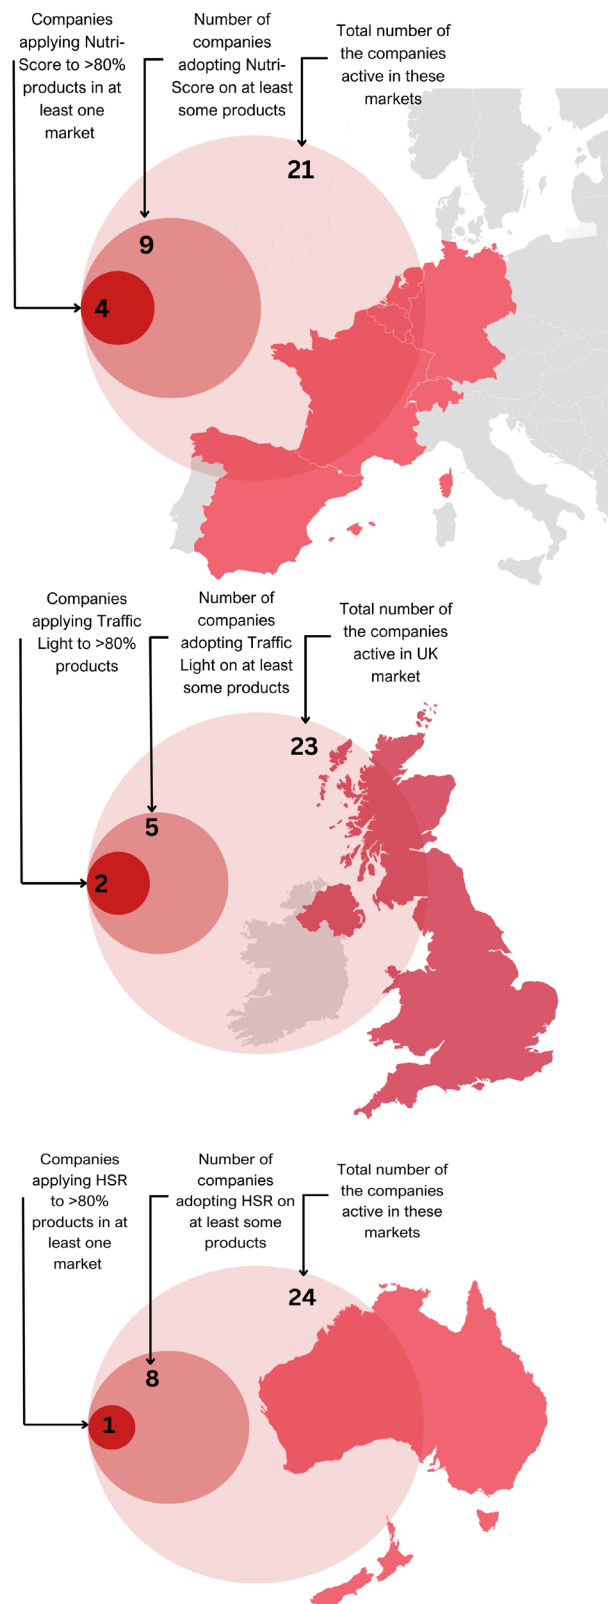 Companies
applying Nutri-
Score to >80%
products in at
least one
market
Number of
companies
adopting Nutri-
Score on at least
some products
Total number of
the companies
active in these
markets
21
9
4
Companies
applying Traffic
Light to >80%
products
Number of
companies
adopting Traffic
Light on at least
some products
Total number of
the companies
active in UK
market
23
5
2
Companies
applying HSR
to >80%
products in at
least one
market
Number of
companies
adopting HSR on
at least some
products
Total number of
the companies
active in these
markets
24
8
1